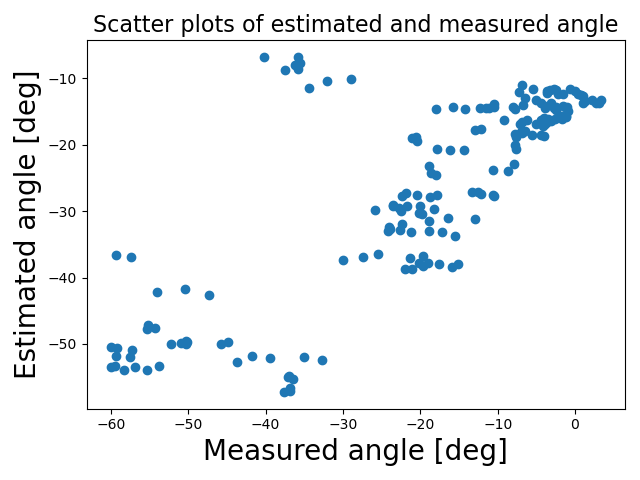 Scatter plots of estimated and measured angle
Estimated angle [deg]
−10
−20
−30
−40
−50
−60 −50 −40 −30 −20 −10 0
Measured angle [deg]